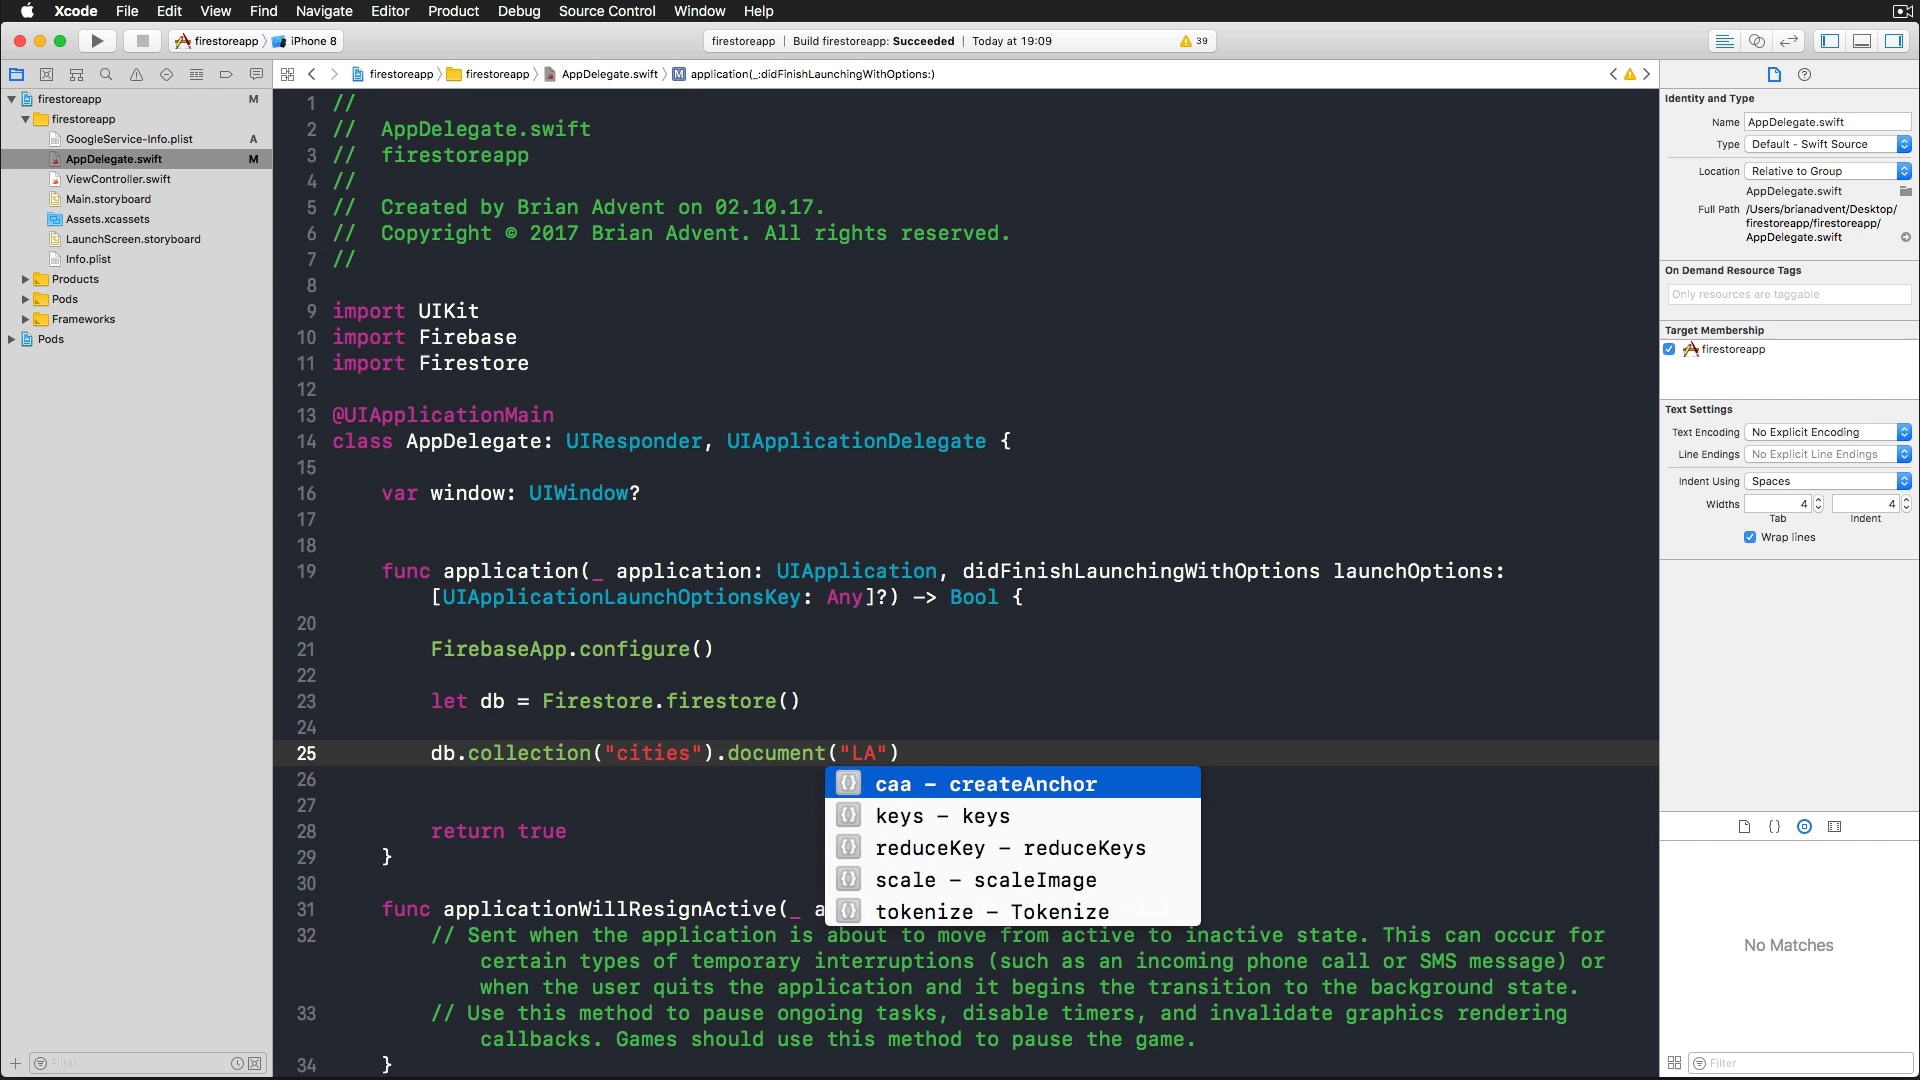 Xcode File Edit View Find Navigate Editor Product Debug Source Control Window Help
firestoreapp iPhone 8
firestoreapp | Build firestoreapp: Succeeded | Today at 19:09
39
firestoreapp firestoreapp AppDelegate.swift M application(_:didFinishLaunchingWithOptions:)
firestoreapp M
firestoreapp
GoogleService-Info.plist A
AppDelegate.swift M
ViewController.swift
Main.storyboard
Assets.xcassets
LaunchScreen.storyboard
Info.plist
Products
Pods
Frameworks
Pods
Filter
1 //
2 // AppDelegate.swift
3 // firestoreapp
4 //
5 // Created by Brian Advent on 02.10.17.
6 // Copyright © 2017 Brian Advent. All rights reserved.
7 //
8
9 import UIKit
10 import Firebase
11 import Firestore
12
13 @UIApplicationMain
14 class AppDelegate: UIResponder, UIApplicationDelegate {
15
16 var window: UIWindow?
17
18
19 func application(_ application: UIApplication, didFinishLaunchingWithOptions launchOptions:
[UIApplicationLaunchOptionsKey: Any]?) -> Bool {
20
21 FirebaseApp.configure()
22
23 let db = Firestore.firestore()
24
25 db.collection("cities").document("LA")
26
27
28 return true
29 }
30
31 func applicationWillResignActive(_ a
32 // Sent when the application is about to move from active to inactive state. This can occur for
certain types of temporary interruptions (such as an incoming phone call or SMS message) or
when the user quits the application and it begins the transition to the background state.
33 // Use this method to pause ongoing tasks, disable timers, and invalidate graphics rendering
callbacks. Games should use this method to pause the game.
34 }
{} caa – createAnchor
{} keys – keys
{} reduceKey – reduceKeys
{} scale – scaleImage
{} tokenize – Tokenize
Identity and Type
Name AppDelegate.swift
Type Default - Swift Source
Location Relative to Group
AppDelegate.swift
Full Path /Users/brianadvent/Desktop/
firestoreapp/firestoreapp/
AppDelegate.swift
On Demand Resource Tags
Only resources are taggable
Target Membership
firestoreapp
Text Settings
Text Encoding No Explicit Encoding
Line Endings No Explicit Line Endings
Indent Using Spaces
Widths 4 4
Tab Indent
Wrap lines
{}
No Matches
Filter